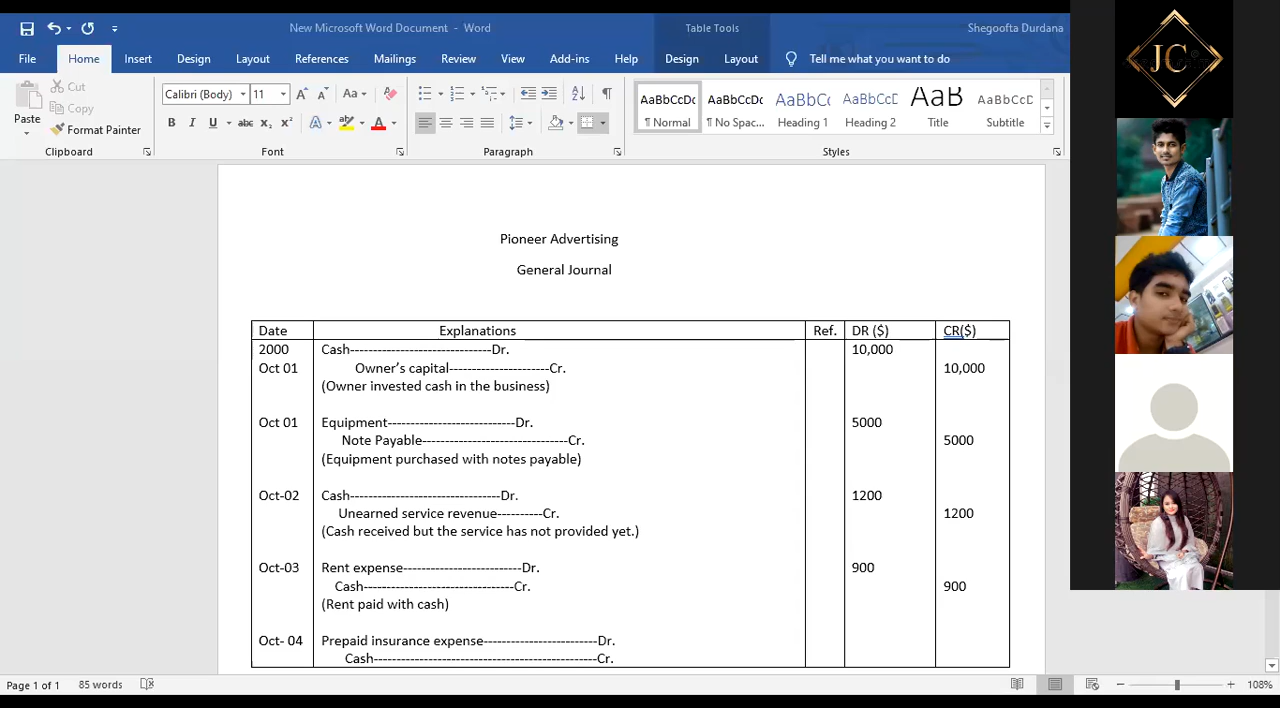 New Microsoft Word Document - Word
Table Tools
Shegoofta Durdana
File Home Insert Design Layout References Mailings Review View Add-ins Help Design Layout Tell me what you want to do
Paste
Cut
Copy
Format Painter
Clipboard
Calibri (Body) 11
Font
Paragraph
AaBbCcDc AaBbCcDc AaBbCc AaBbCcD AaB AaBbCcD
¶ Normal ¶ No Spac... Heading 1 Heading 2 Title Subtitle
Styles
JC
Pioneer Advertising
General Journal
Date Explanations Ref. DR ($) CR($)
2000 Cash-------------------------------Dr. 10,000
Oct 01 Owner's capital----------------------Cr. 10,000
(Owner invested cash in the business)
Oct 01 Equipment----------------------------Dr. 5000
Note Payable--------------------------------Cr. 5000
(Equipment purchased with notes payable)
Oct-02 Cash---------------------------------Dr. 1200
Unearned service revenue----------Cr. 1200
(Cash received but the service has not provided yet.)
Oct-03 Rent expense--------------------------Dr. 900
Cash---------------------------------Cr. 900
(Rent paid with cash)
Oct- 04 Prepaid insurance expense-------------------------Dr.
Cash-------------------------------------------------Cr.
Page 1 of 1 85 words 108%